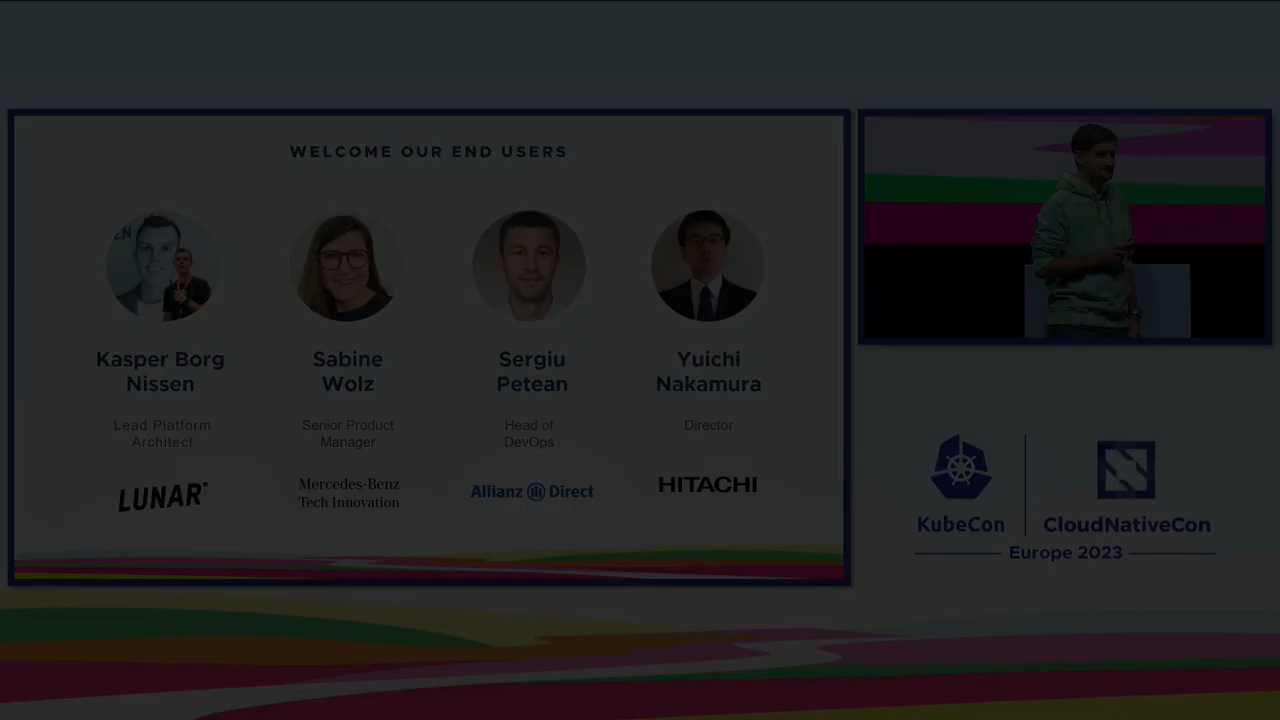 WELCOME OUR END USERS
EN
Kasper Borg
Nissen
Lead Platform
Architect
LUNAR
Sabine
Wolz
Senior Product
Manager
Mercedes-Benz
Tech Innovation
Sergiu
Petean
Head of
DevOps
Allianz Direct
Yuichi
Nakamura
Director
HITACHI
KubeCon
CloudNativeCon
Europe 2023